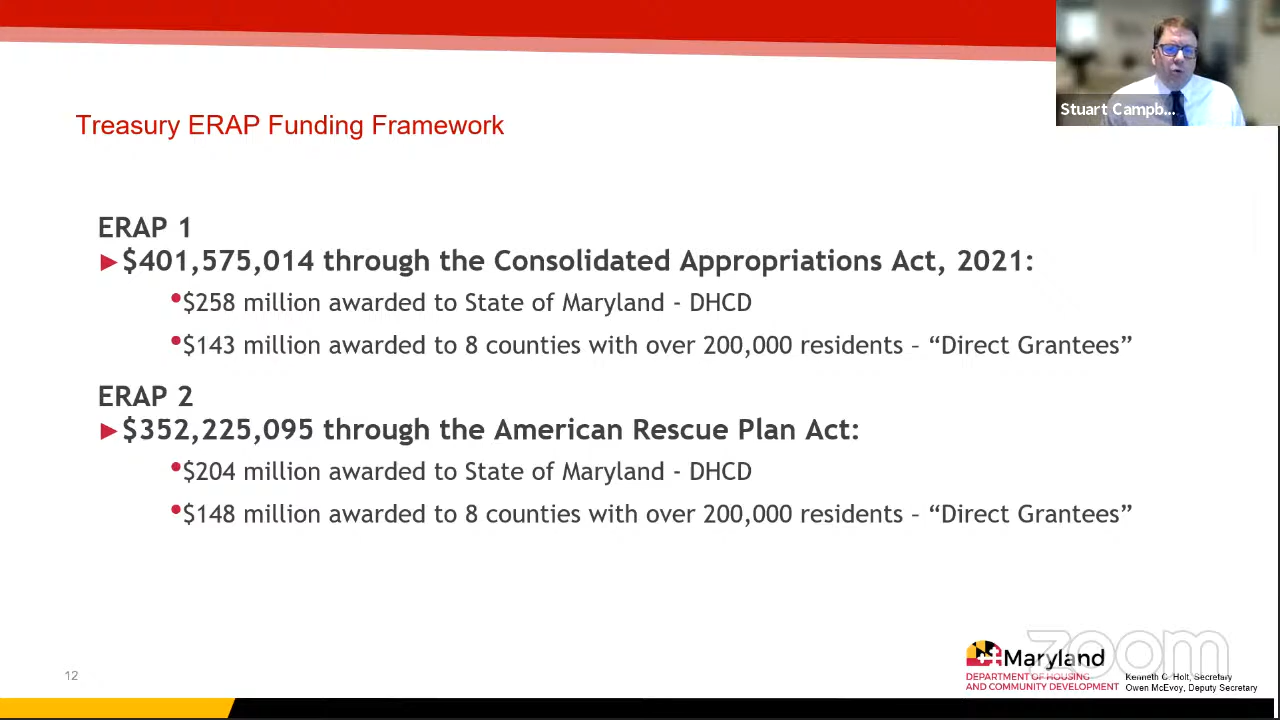 Stuart Campb...
Treasury ERAP Funding Framework
ERAP 1
►$401,575,014 through the Consolidated Appropriations Act, 2021:
•$258 million awarded to State of Maryland - DHCD
•$143 million awarded to 8 counties with over 200,000 residents – “Direct Grantees”
ERAP 2
►$352,225,095 through the American Rescue Plan Act:
•$204 million awarded to State of Maryland - DHCD
•$148 million awarded to 8 counties with over 200,000 residents – “Direct Grantees”
12
Maryland
DEPARTMENT OF HOUSING
AND COMMUNITY DEVELOPMENT
zoom
Kenneth C. Holt, Secretary
Owen McEvoy, Deputy Secretary